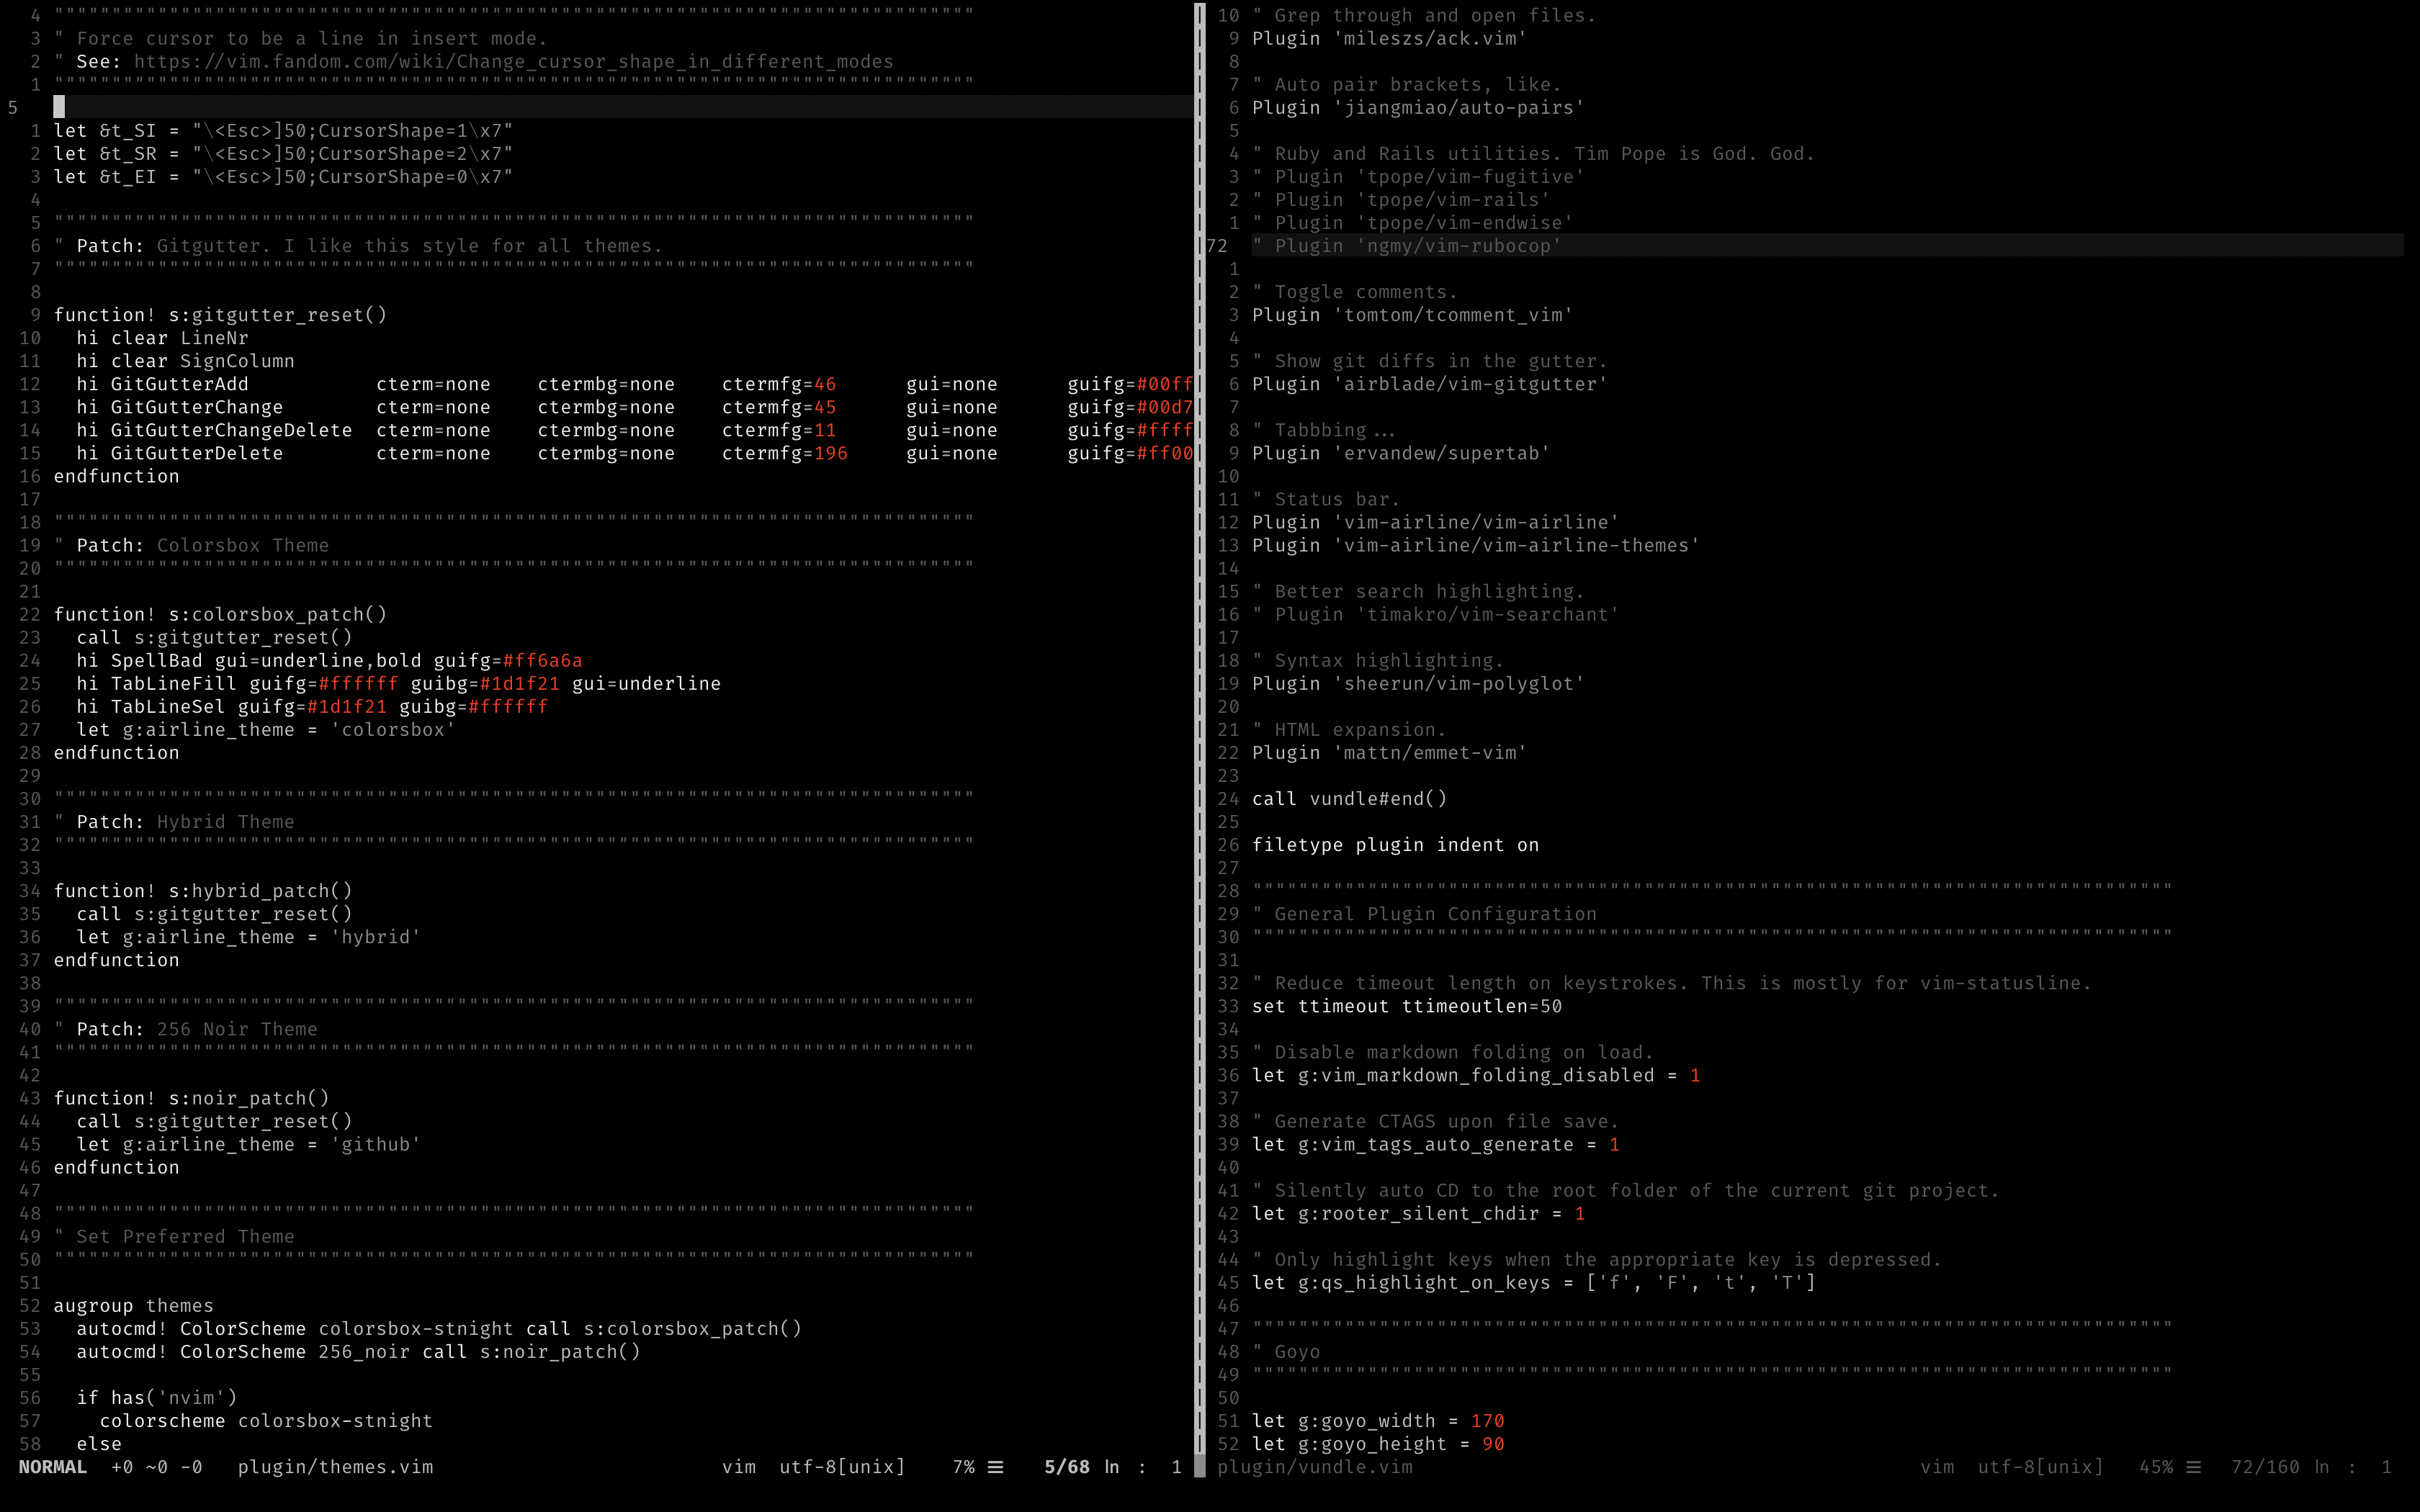 4 """"""""""""""""""""""""""""""""""""""""""""""""""""""""""""""""""""""""""""""""
3 " Force cursor to be a line in insert mode.
2 " See: https://vim.fandom.com/wiki/Change_cursor_shape_in_different_modes
1 """"""""""""""""""""""""""""""""""""""""""""""""""""""""""""""""""""""""""""""""
5
1 let &t_SI = "\<Esc>]50;CursorShape=1\x7"
2 let &t_SR = "\<Esc>]50;CursorShape=2\x7"
3 let &t_EI = "\<Esc>]50;CursorShape=0\x7"
4
5 """"""""""""""""""""""""""""""""""""""""""""""""""""""""""""""""""""""""""""""""
6 " Patch: Gitgutter. I like this style for all themes.
7 """"""""""""""""""""""""""""""""""""""""""""""""""""""""""""""""""""""""""""""""
8
9 function! s:gitgutter_reset()
10   hi clear LineNr
11   hi clear SignColumn
12   hi GitGutterAdd           cterm=none    ctermbg=none    ctermfg=46      gui=none      guifg=#00ff
13   hi GitGutterChange        cterm=none    ctermbg=none    ctermfg=45      gui=none      guifg=#00d7
14   hi GitGutterChangeDelete  cterm=none    ctermbg=none    ctermfg=11      gui=none      guifg=#ffff
15   hi GitGutterDelete        cterm=none    ctermbg=none    ctermfg=196     gui=none      guifg=#ff00
16 endfunction
17
18 """"""""""""""""""""""""""""""""""""""""""""""""""""""""""""""""""""""""""""""""
19 " Patch: Colorsbox Theme
20 """"""""""""""""""""""""""""""""""""""""""""""""""""""""""""""""""""""""""""""""
21
22 function! s:colorsbox_patch()
23   call s:gitgutter_reset()
24   hi SpellBad gui=underline,bold guifg=#ff6a6a
25   hi TabLineFill guifg=#ffffff guibg=#1d1f21 gui=underline
26   hi TabLineSel guifg=#1d1f21 guibg=#ffffff
27   let g:airline_theme = 'colorsbox'
28 endfunction
29
30 """"""""""""""""""""""""""""""""""""""""""""""""""""""""""""""""""""""""""""""""
31 " Patch: Hybrid Theme
32 """"""""""""""""""""""""""""""""""""""""""""""""""""""""""""""""""""""""""""""""
33
34 function! s:hybrid_patch()
35   call s:gitgutter_reset()
36   let g:airline_theme = 'hybrid'
37 endfunction
38
39 """"""""""""""""""""""""""""""""""""""""""""""""""""""""""""""""""""""""""""""""
40 " Patch: 256 Noir Theme
41 """"""""""""""""""""""""""""""""""""""""""""""""""""""""""""""""""""""""""""""""
42
43 function! s:noir_patch()
44   call s:gitgutter_reset()
45   let g:airline_theme = 'github'
46 endfunction
47
48 """"""""""""""""""""""""""""""""""""""""""""""""""""""""""""""""""""""""""""""""
49 " Set Preferred Theme
50 """"""""""""""""""""""""""""""""""""""""""""""""""""""""""""""""""""""""""""""""
51
52 augroup themes
53   autocmd! ColorScheme colorsbox-stnight call s:colorsbox_patch()
54   autocmd! ColorScheme 256_noir call s:noir_patch()
55
56   if has('nvim')
57     colorscheme colorsbox-stnight
58   else
NORMAL  +0 ~0 -0   plugin/themes.vim   vim  utf-8[unix]    7% ☰   5/68 ln :  1
10 " Grep through and open files.
9 Plugin 'mileszs/ack.vim'
8
7 " Auto pair brackets, like.
6 Plugin 'jiangmiao/auto-pairs'
5
4 " Ruby and Rails utilities. Tim Pope is God. God.
3 " Plugin 'tpope/vim-fugitive'
2 " Plugin 'tpope/vim-rails'
1 " Plugin 'tpope/vim-endwise'
72 " Plugin 'ngmy/vim-rubocop'
1
2 " Toggle comments.
3 Plugin 'tomtom/tcomment_vim'
4
5 " Show git diffs in the gutter.
6 Plugin 'airblade/vim-gitgutter'
7
8 " Tabbbing...
9 Plugin 'ervandew/supertab'
10
11 " Status bar.
12 Plugin 'vim-airline/vim-airline'
13 Plugin 'vim-airline/vim-airline-themes'
14
15 " Better search highlighting.
16 " Plugin 'timakro/vim-searchant'
17
18 " Syntax highlighting.
19 Plugin 'sheerun/vim-polyglot'
20
21 " HTML expansion.
22 Plugin 'mattn/emmet-vim'
23
24 call vundle#end()
25
26 filetype plugin indent on
27
28 """"""""""""""""""""""""""""""""""""""""""""""""""""""""""""""""""""""""""""""""
29 " General Plugin Configuration
30 """"""""""""""""""""""""""""""""""""""""""""""""""""""""""""""""""""""""""""""""
31
32 " Reduce timeout length on keystrokes. This is mostly for vim-statusline.
33 set ttimeout ttimeoutlen=50
34
35 " Disable markdown folding on load.
36 let g:vim_markdown_folding_disabled = 1
37
38 " Generate CTAGS upon file save.
39 let g:vim_tags_auto_generate = 1
40
41 " Silently auto CD to the root folder of the current git project.
42 let g:rooter_silent_chdir = 1
43
44 " Only highlight keys when the appropriate key is depressed.
45 let g:qs_highlight_on_keys = ['f', 'F', 't', 'T']
46
47 """"""""""""""""""""""""""""""""""""""""""""""""""""""""""""""""""""""""""""""""
48 " Goyo
49 """"""""""""""""""""""""""""""""""""""""""""""""""""""""""""""""""""""""""""""""
50
51 let g:goyo_width = 170
52 let g:goyo_height = 90
plugin/vundle.vim   vim  utf-8[unix]   45% ☰  72/160 ln :  1